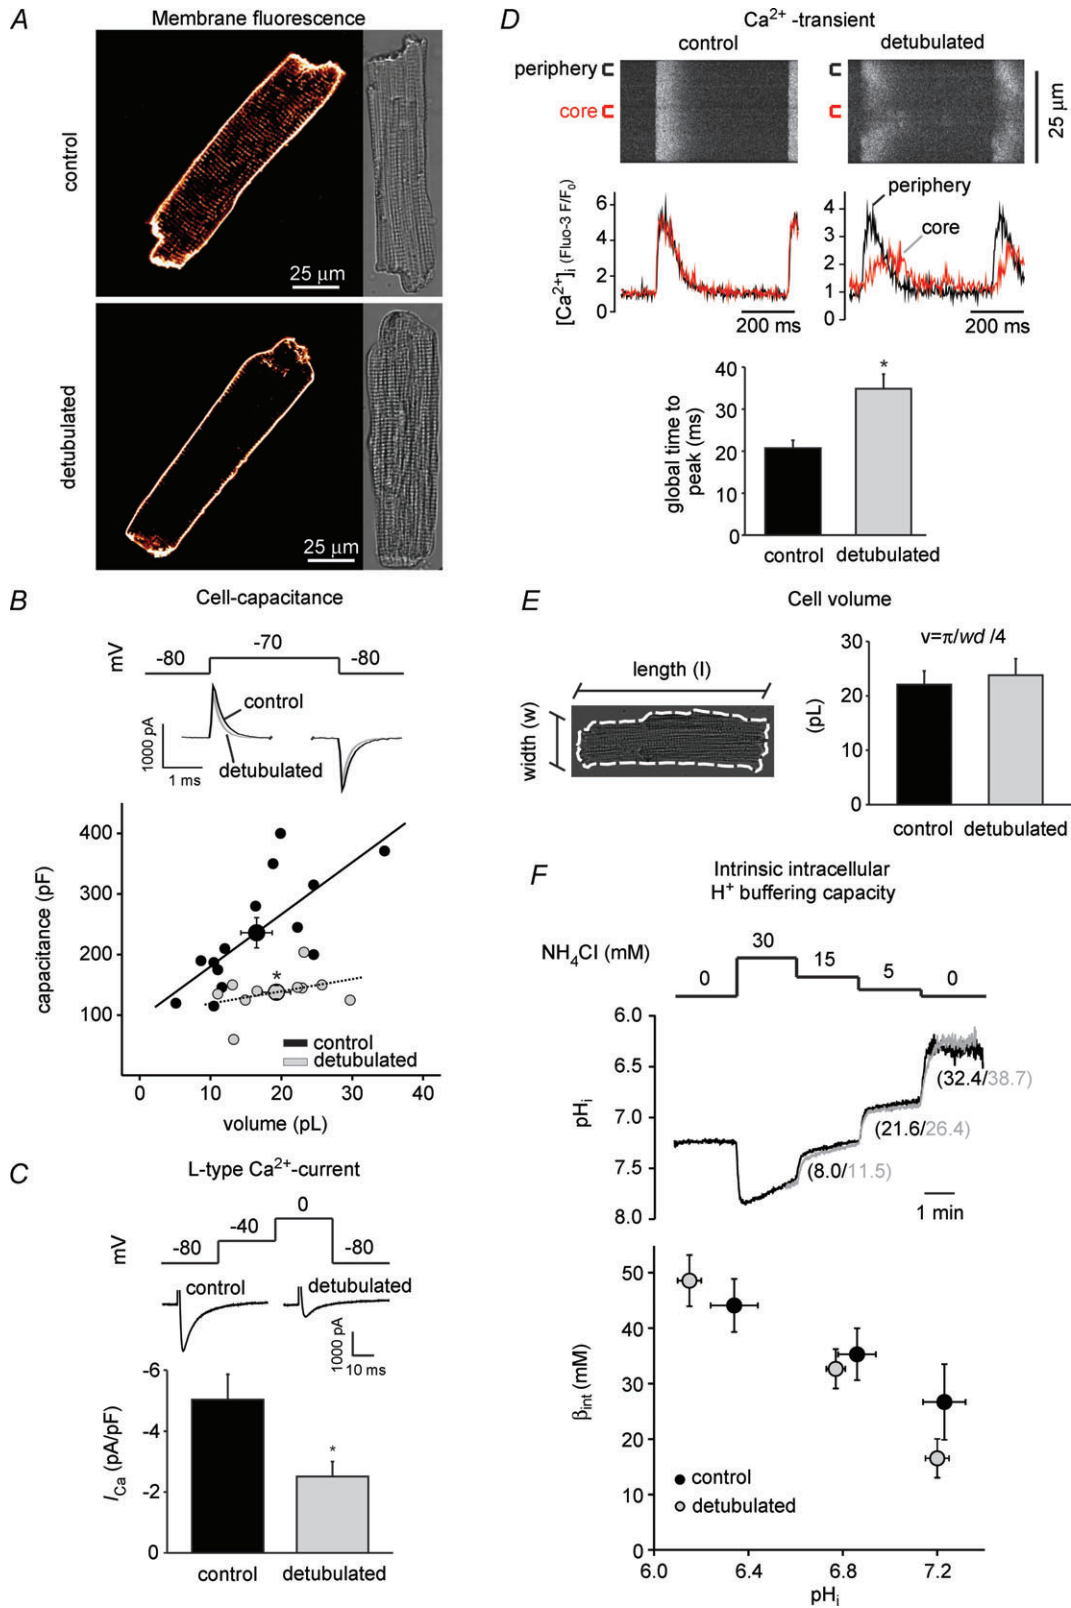 A
Membrane fluorescence
control
25 µm
detubulated
25 µm
B
Cell-capacitance
mV
-80
-70
-80
control
detubulated
1000 pA
1 ms
capacitance (pF)
400
300
200
100
*
control
detubulated
0 10 20 30 40
volume (pL)
C
L-type Ca²⁺-current
mV
-80
-40
0
-80
control
detubulated
1000 pA
10 ms
I_Ca (pA/pF)
-6
-4
-2
0
*
control
detubulated
D
Ca²⁺ -transient
control
detubulated
periphery
core
25 µm
[Ca²⁺]ᵢ (Fluo-3 F/F₀)
6
4
2
0
200 ms
4
3
2
1
0
periphery
core
200 ms
global time to
peak (ms)
40
30
20
10
0
*
control
detubulated
E
Cell volume
length (l)
width (w)
v=π/wd /4
(pL)
30
20
10
0
control
detubulated
F
Intrinsic intracellular
H⁺ buffering capacity
NH₄Cl (mM)
0
30
15
5
0
pHᵢ
6.0
6.5
7.0
7.5
8.0
(32.4/38.7)
(21.6/26.4)
(8.0/11.5)
1 min
β_int (mM)
50
40
30
20
10
0
control
detubulated
6.0 6.4 6.8 7.2
pHᵢ